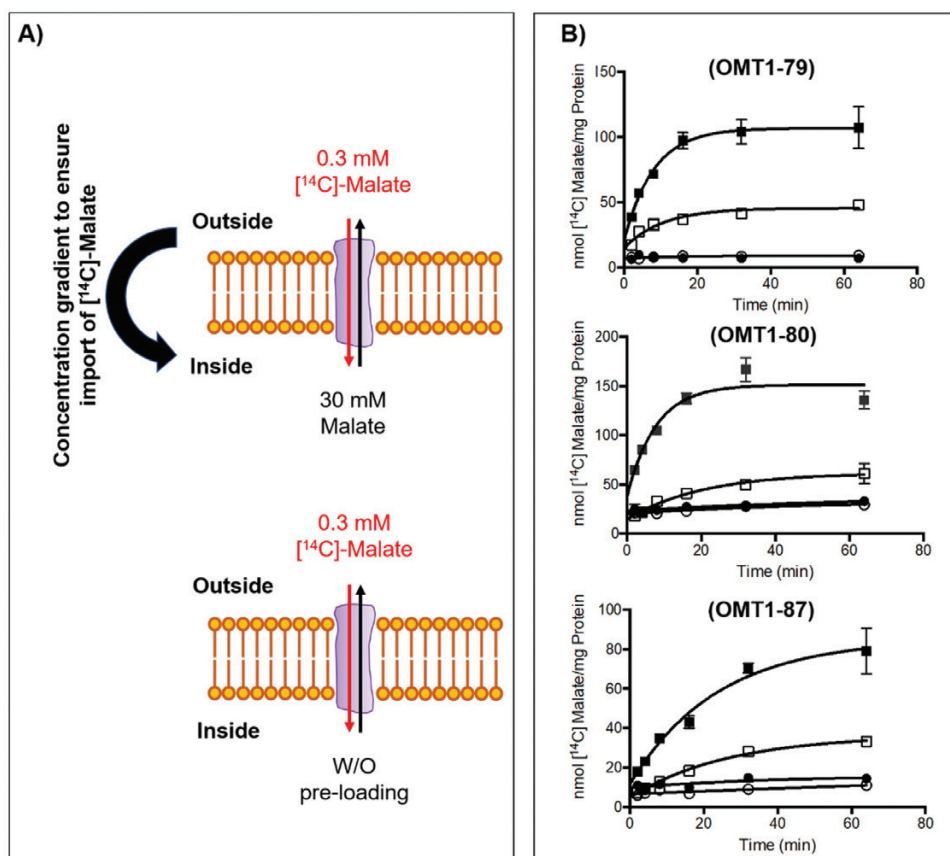 A)
Concentration gradient to ensure
import of [¹⁴C]-Malate
0.3 mM
[¹⁴C]-Malate
Outside
Inside
30 mM
Malate
0.3 mM
[¹⁴C]-Malate
Outside
Inside
W/O
pre-loading
B)
(OMT1-79)
nmol [¹⁴C] Malate/mg Protein
150
100
50
0
0 20 40 60 80
Time (min)
(OMT1-80)
nmol [¹⁴C] Malate/mg Protein
200
150
100
50
0
0 20 40 60 80
Time (min)
(OMT1-87)
nmol [¹⁴C] Malate/mg Protein
100
80
60
40
20
0
0 20 40 60 80
Time (min)